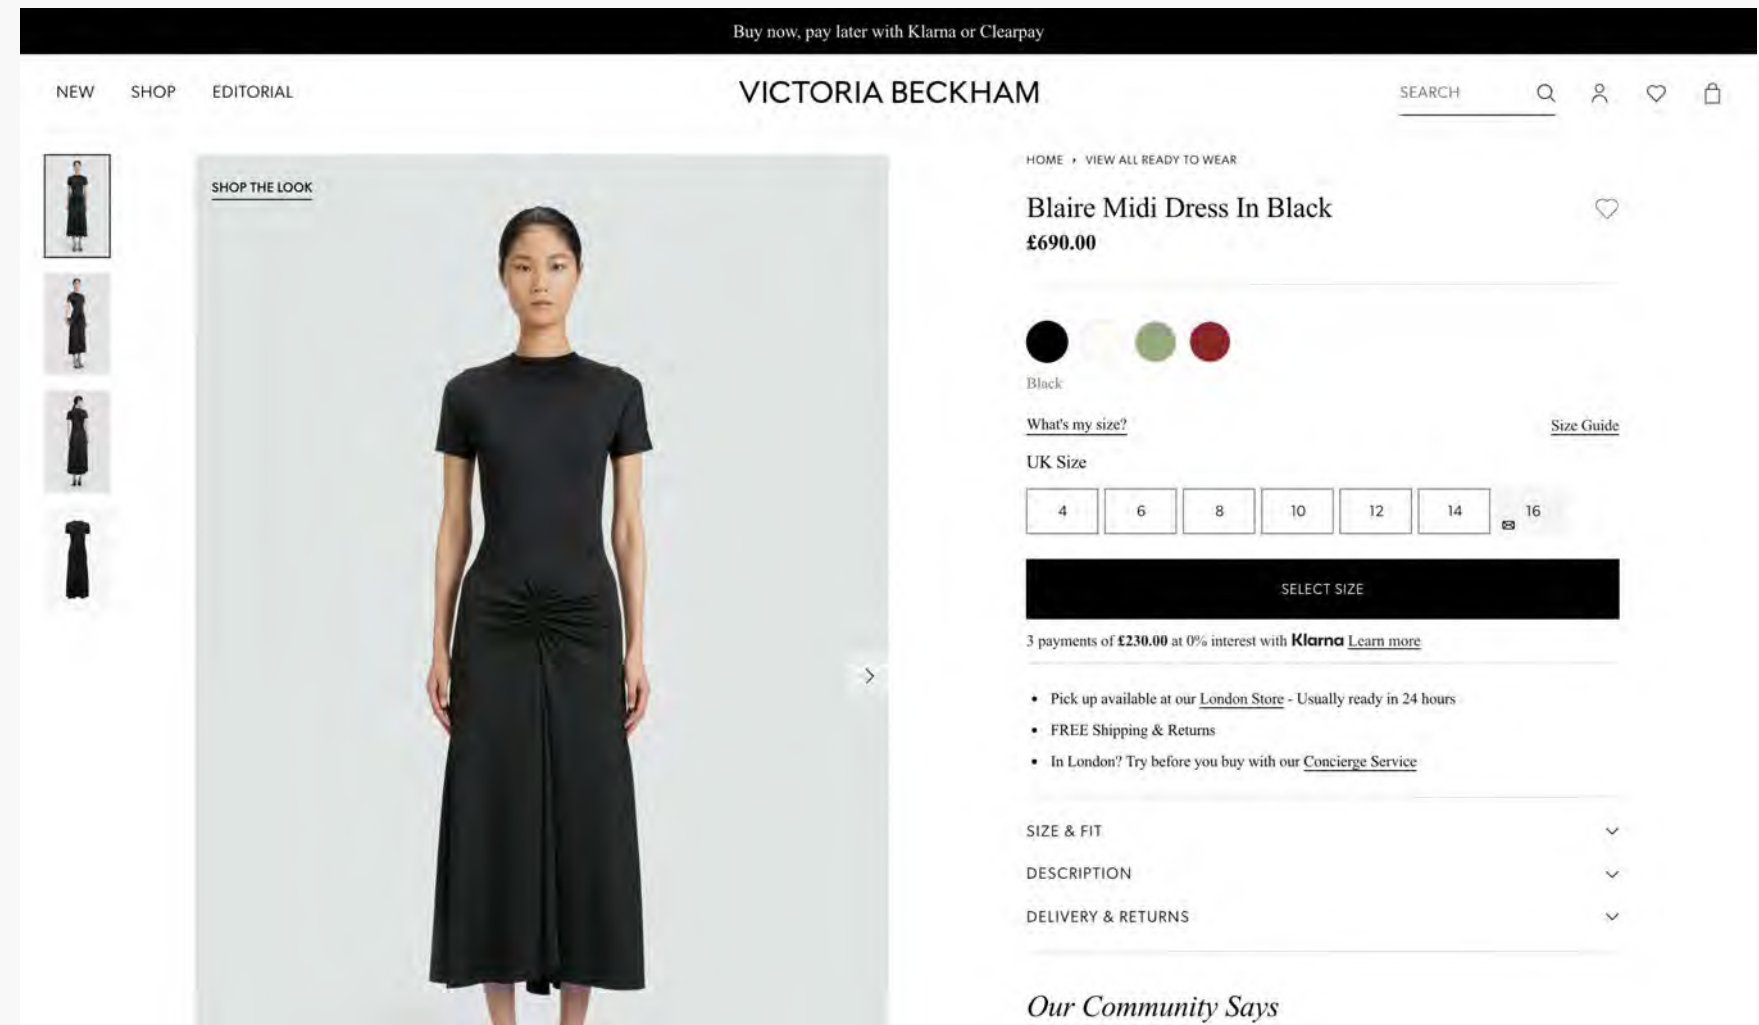 Buy now, pay later with Klarna or Clearpay
NEW SHOP EDITORIAL
VICTORIA BECKHAM
SEARCH
SHOP THE LOOK
HOME › VIEW ALL READY TO WEAR
Blaire Midi Dress In Black
£690.00
Black
What's my size?
Size Guide
UK Size
4 6 8 10 12 14 16
SELECT SIZE
3 payments of £230.00 at 0% interest with Klarna Learn more
• Pick up available at our London Store - Usually ready in 24 hours
• FREE Shipping & Returns
• In London? Try before you buy with our Concierge Service
SIZE & FIT
DESCRIPTION
DELIVERY & RETURNS
Our Community Says